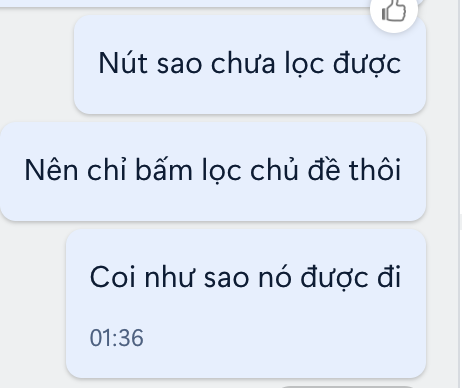 Nút sao chưa lọc được
Nên chỉ bấm lọc chủ đề thôi
Coi như sao nó được đi
01:36